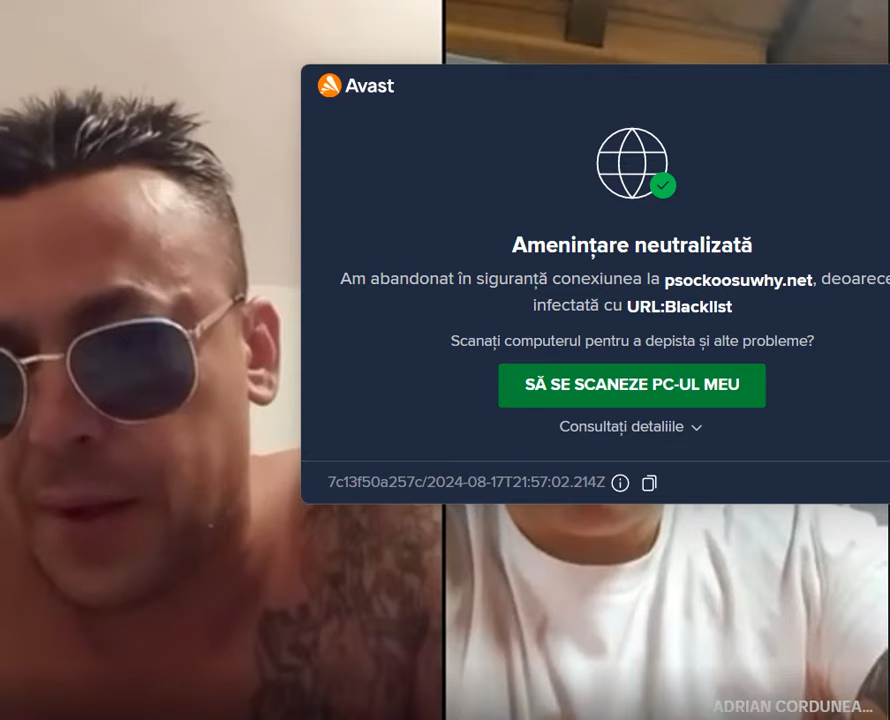 Avast
Amenințare neutralizată
Am abandonat în siguranță conexiunea la psockoosuwhy.net, deoarece
infectată cu URL:Blacklist
Scanați computerul pentru a depista și alte probleme?
SĂ SE SCANEZE PC-UL MEU
Consultați detaliile
7c13f50a257c/2024-08-17T21:57:02.214Z
ADRIAN CORDUNEA...